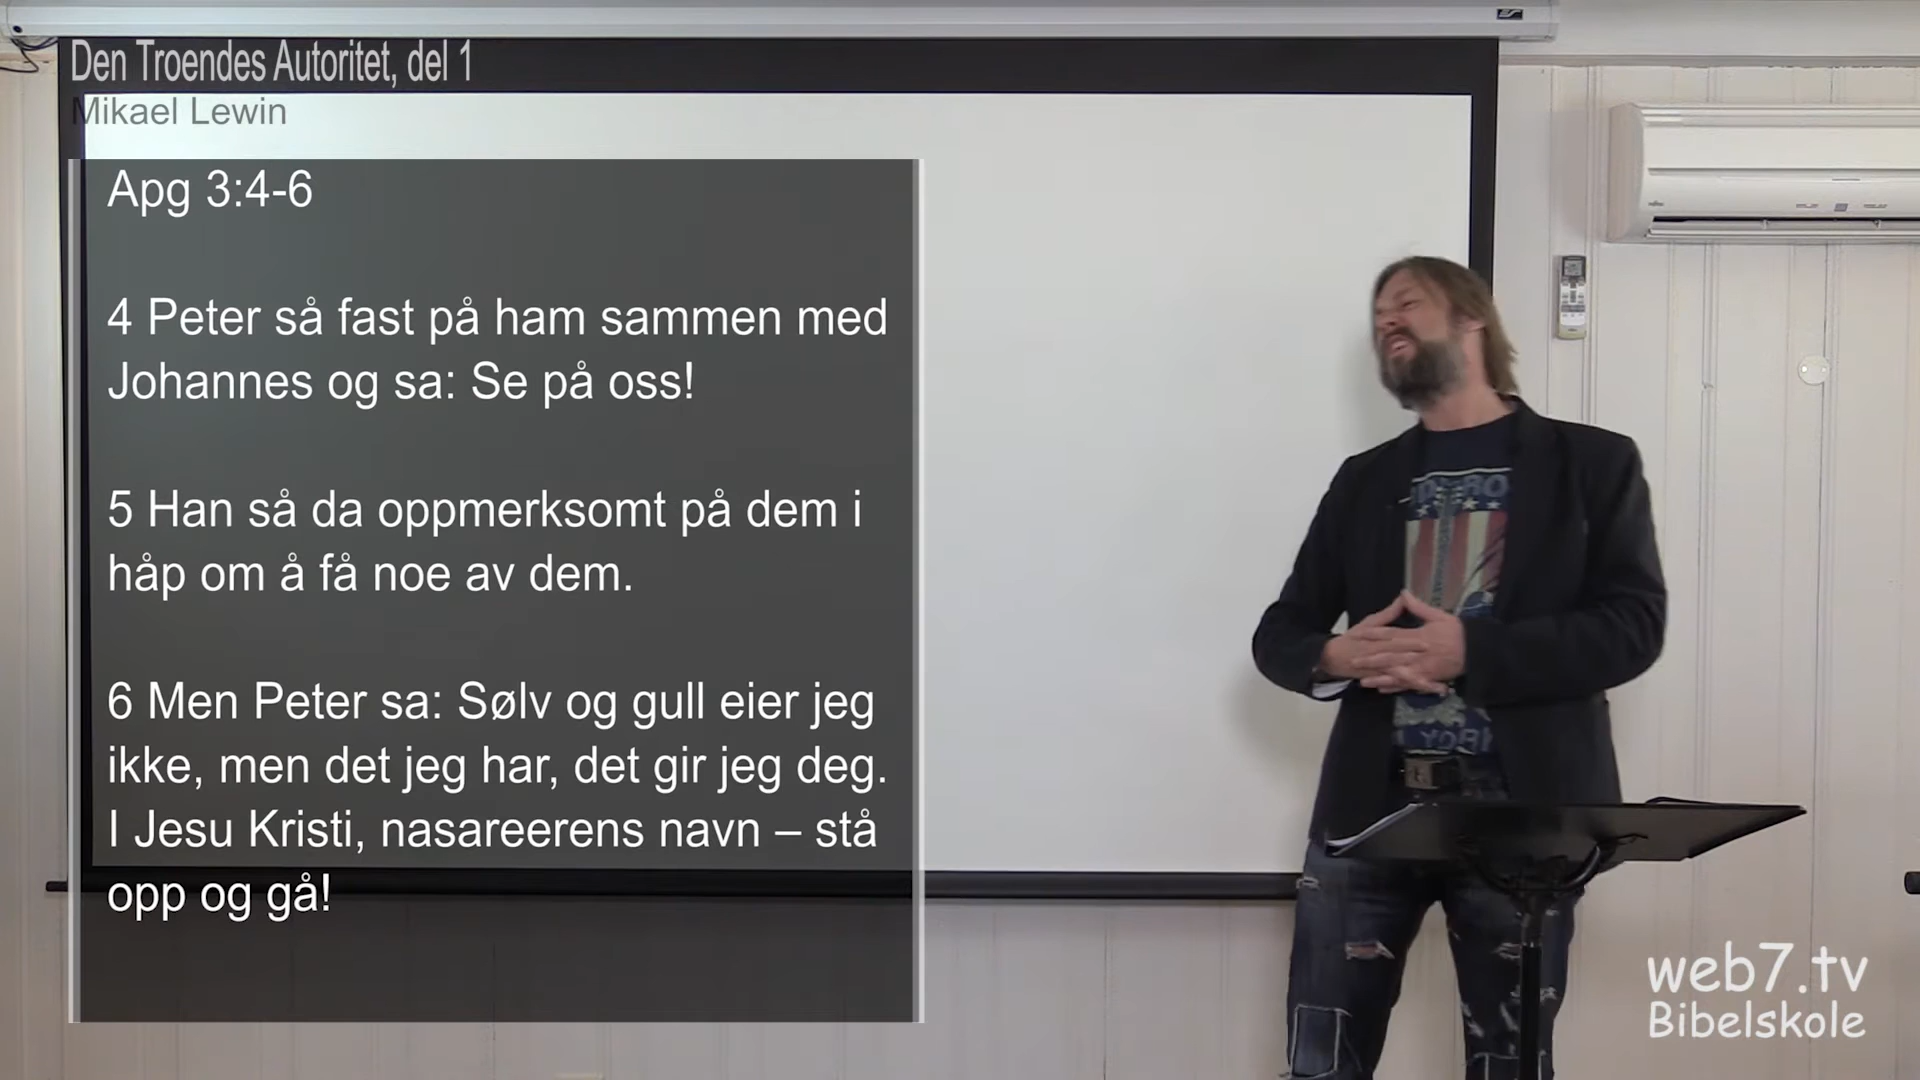 Den Troendes Autoritet, del 1
Mikael Lewin
Apg 3:4-6
4 Peter så fast på ham sammen med
Johannes og sa: Se på oss!
5 Han så da oppmerksomt på dem i
håp om å få noe av dem.
6 Men Peter sa: Sølv og gull eier jeg
ikke, men det jeg har, det gir jeg deg.
I Jesu Kristi, nasareerens navn – stå
opp og gå!
web7.tv
Bibelskole